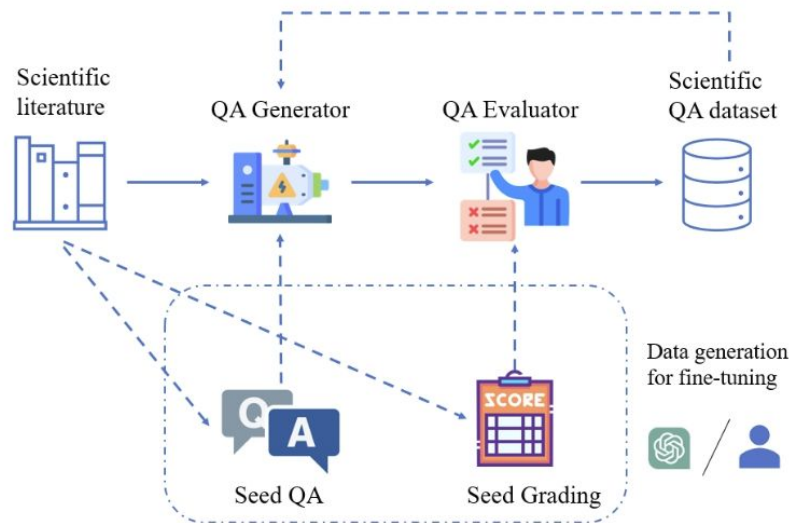 Scientific
literature
QA Generator
QA Evaluator
Scientific
QA dataset
Q
A
Seed QA
SCORE
Seed Grading
Data generation
for fine-tuning